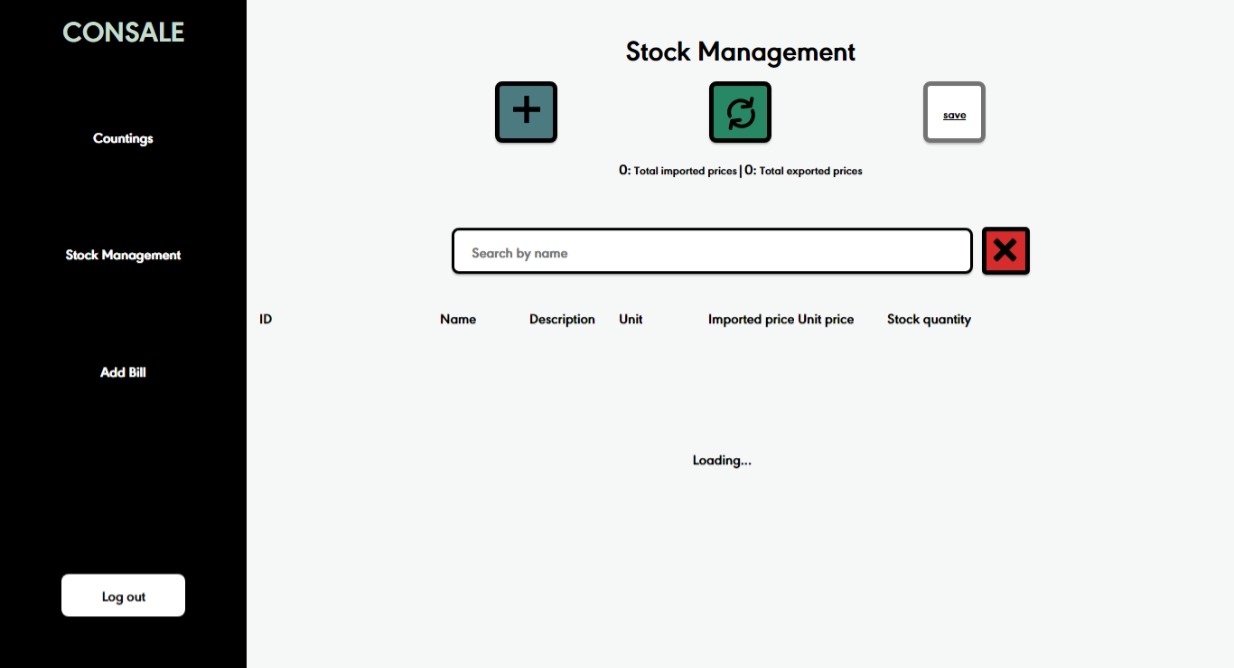 CONSALE
Countings
Stock Management
Add Bill
Log out
Stock Management
save
0: Total imported prices|0: Total exported prices
Search by name
ID Name Description Unit Imported price Unit price Stock quantity
Loading...